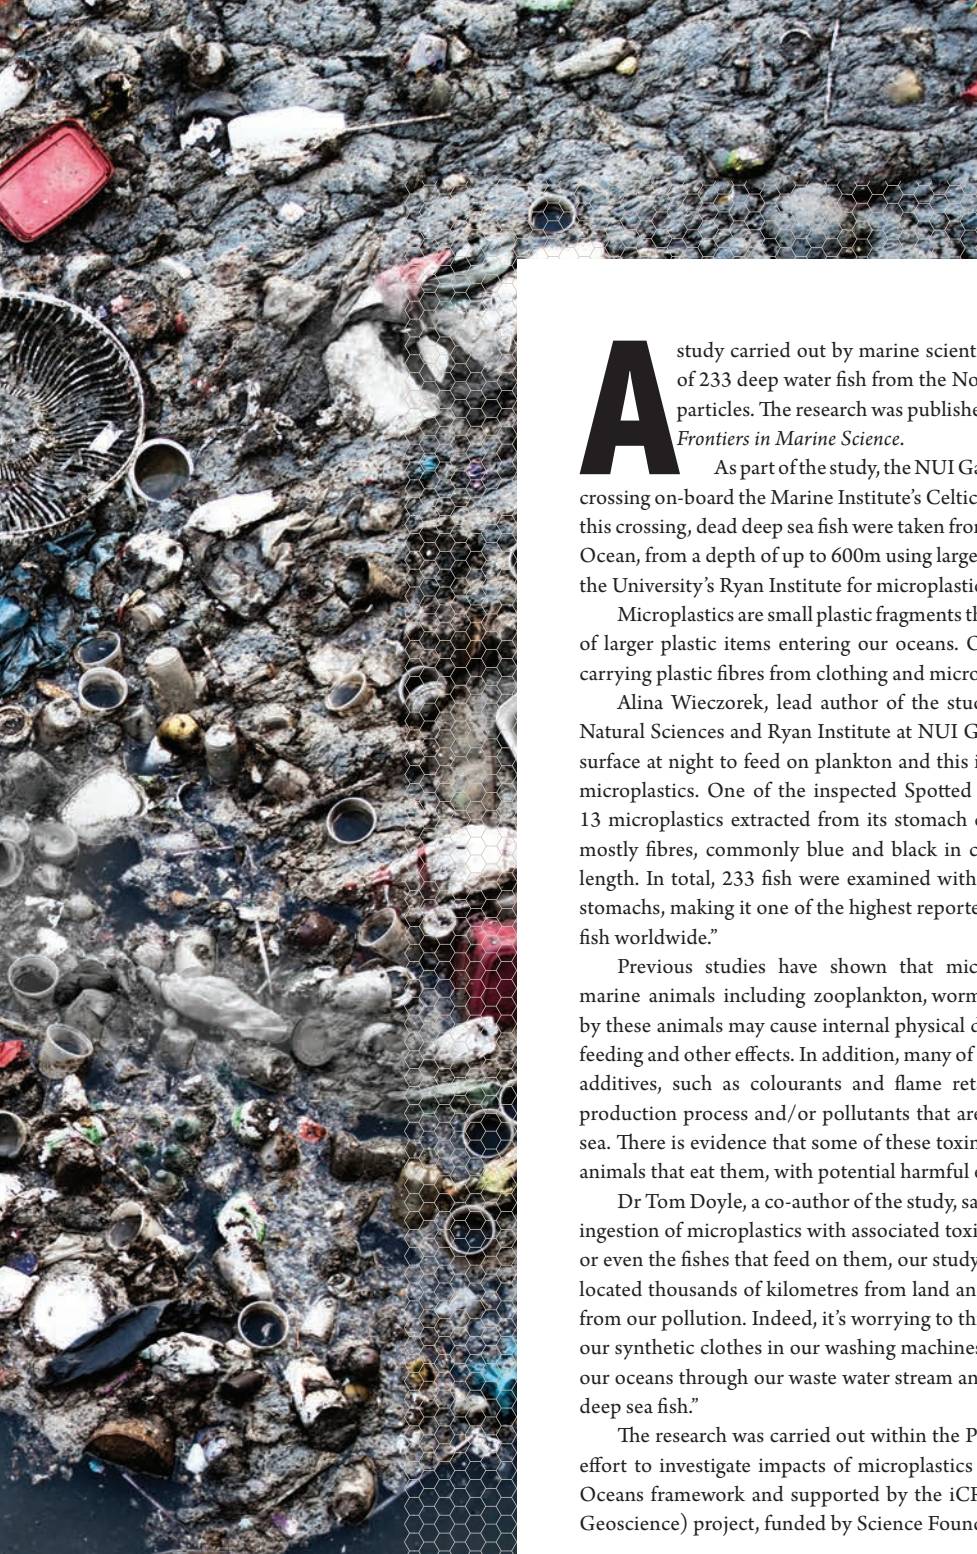 A study carried out by marine scient
of 233 deep water fish from the No
particles. The research was publishe
Frontiers in Marine Science.
As part of the study, the NUI Ga
crossing on-board the Marine Institute’s Celtic
this crossing, dead deep sea fish were taken from
Ocean, from a depth of up to 600m using large
the University’s Ryan Institute for microplastic
Microplastics are small plastic fragments th
of larger plastic items entering our oceans. O
carrying plastic fibres from clothing and micro
Alina Wieczorek, lead author of the stud
Natural Sciences and Ryan Institute at NUI G
surface at night to feed on plankton and this i
microplastics. One of the inspected Spotted
13 microplastics extracted from its stomach
mostly fibres, commonly blue and black in c
length. In total, 233 fish were examined with
stomachs, making it one of the highest reporte
fish worldwide.”
Previous studies have shown that mic
marine animals including zooplankton, worm
by these animals may cause internal physical d
feeding and other effects. In addition, many of
additives, such as colourants and flame ret
production process and/or pollutants that are
sea. There is evidence that some of these toxin
animals that eat them, with potential harmful
Dr Tom Doyle, a co-author of the study, sa
ingestion of microplastics with associated toxi
or even the fishes that feed on them, our study
located thousands of kilometres from land an
from our pollution. Indeed, it’s worrying to th
our synthetic clothes in our washing machines
our oceans through our waste water stream an
deep sea fish.”
The research was carried out within the P
effort to investigate impacts of microplastics
Oceans framework and supported by the iCR
Geoscience) project, funded by Science Found